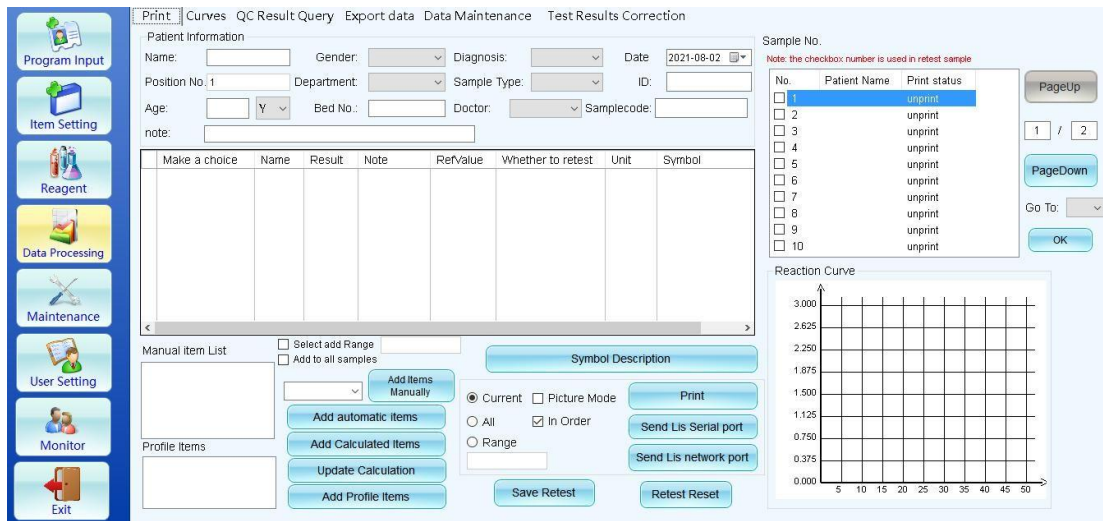 Print Curves QC Result Query Export data Data Maintenance Test Results Correction
Program Input
Item Setting
Reagent
Data Processing
Maintenance
User Setting
Monitor
Exit
Patient Information
Name: Gender: Diagnosis: Date 2021-08-02
Position No. 1 Department: Sample Type: ID:
Age: Y Bed No.: Doctor: Samplecode:
note:
Make a choice Name Result Note RefValue Whether to retest Unit Symbol
Sample No.
Note: the checkbox number is used in retest sample
No. Patient Name Print status
1 unprint
2 unprint
3 unprint
4 unprint
5 unprint
6 unprint
7 unprint
8 unprint
9 unprint
10 unprint
PageUp
1 / 2
PageDown
Go To:
OK
Manual item List
Profile Items
Select add Range
Add to all samples
Add Items
Manually
Add automatic items
Add Calculated Items
Update Calculation
Add Profile Items
Symbol Description
Current Picture Mode
All In Order
Range
Print
Send Lis Serial port
Send Lis network port
Save Retest
Retest Reset
Reaction Curve
3.000
2.625
2.250
1.875
1.500
1.125
0.750
0.375
0.000
5 10 15 20 25 30 35 40 45 50